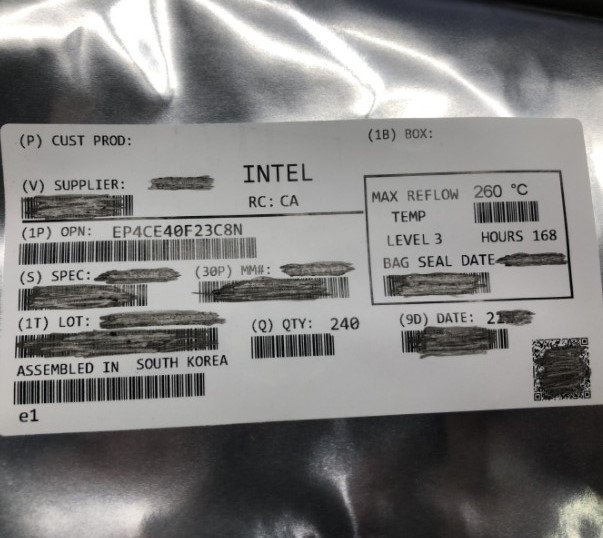 (P) CUST PROD:
(1B) BOX:
(V) SUPPLIER:
INTEL
RC: CA
MAX REFLOW 260 °C
TEMP
LEVEL 3 HOURS 168
BAG SEAL DATE
(1P) OPN: EP4CE40F23C8N
(S) SPEC:
(30P) MM#:
(1T) LOT:
(Q) QTY: 240
(9D) DATE: 21
ASSEMBLED IN SOUTH KOREA
e1